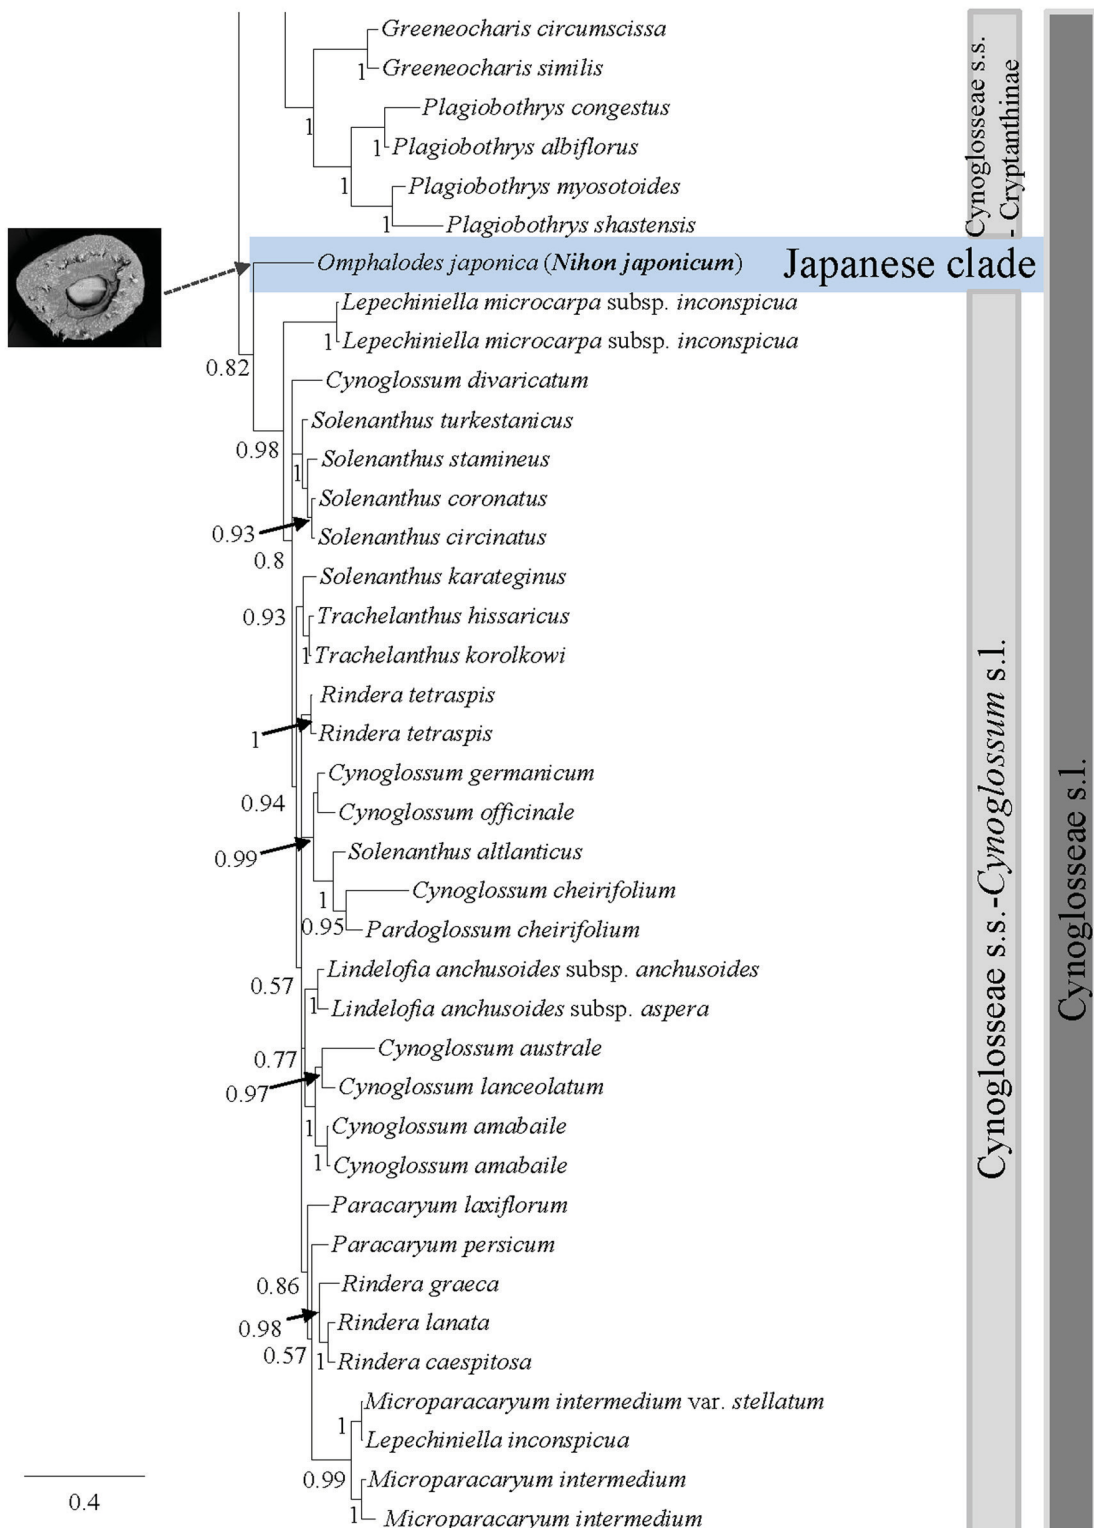 Greeneocharis circumscissa
Greeneocharis similis
1
Plagiobothrys congestus
1
Plagiobothrys albiflorus
1
Plagiobothrys myosotoides
1
Plagiobothrys shastensis
1
Cynoglosseae s.s.
- Cryptanthinae
Omphalodes japonica (Nihon japonicum)
Japanese clade
Lepechiniella microcarpa subsp. inconspicua
Lepechiniella microcarpa subsp. inconspicua
1
0.82
Cynoglossum divaricatum
Solenanthus turkestanicus
0.98
Solenanthus stamineus
1
Solenanthus coronatus
0.93
Solenanthus circinatus
0.8
Solenanthus karateginus
0.93
Trachelanthus hissaricus
1
Trachelanthus korolkowi
Rindera tetraspis
1
Rindera tetraspis
Cynoglossum germanicum
0.94
Cynoglossum officinale
0.99
Solenanthus altlanticus
1
Cynoglossum cheirifolium
0.95
Pardoglossum cheirifolium
Lindelofia anchusoides subsp. anchusoides
0.57
1
Lindelofia anchusoides subsp. aspera
Cynoglossum australe
0.77
0.97
Cynoglossum lanceolatum
1
Cynoglossum amabaile
1
Cynoglossum amabaile
Paracaryum laxiflorum
Paracaryum persicum
0.86
Rindera graeca
0.98
Rindera lanata
0.57
1
Rindera caespitosa
Microparacaryum intermedium var. stellatum
1
Lepechiniella inconspicua
0.99
Microparacaryum intermedium
1
Microparacaryum intermedium
Cynoglosseae s.s.-Cynoglossum s.l.
Cynoglosseae s.l.
0.4